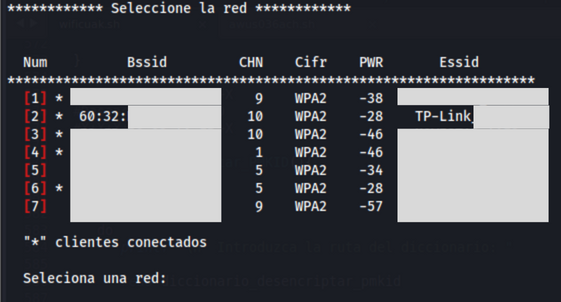 ************ Seleccione la red ************
Num Bssid CHN Cifr PWR Essid
******************************************************************
[1] * 9 WPA2 -38
[2] * 60:32: 10 WPA2 -28 TP-Link
[3] * 10 WPA2 -46
[4] * 1 WPA2 -46
[5] 5 WPA2 -34
[6] * 5 WPA2 -28
[7] 9 WPA2 -57
"*" clientes conectados
Selecciona una red: